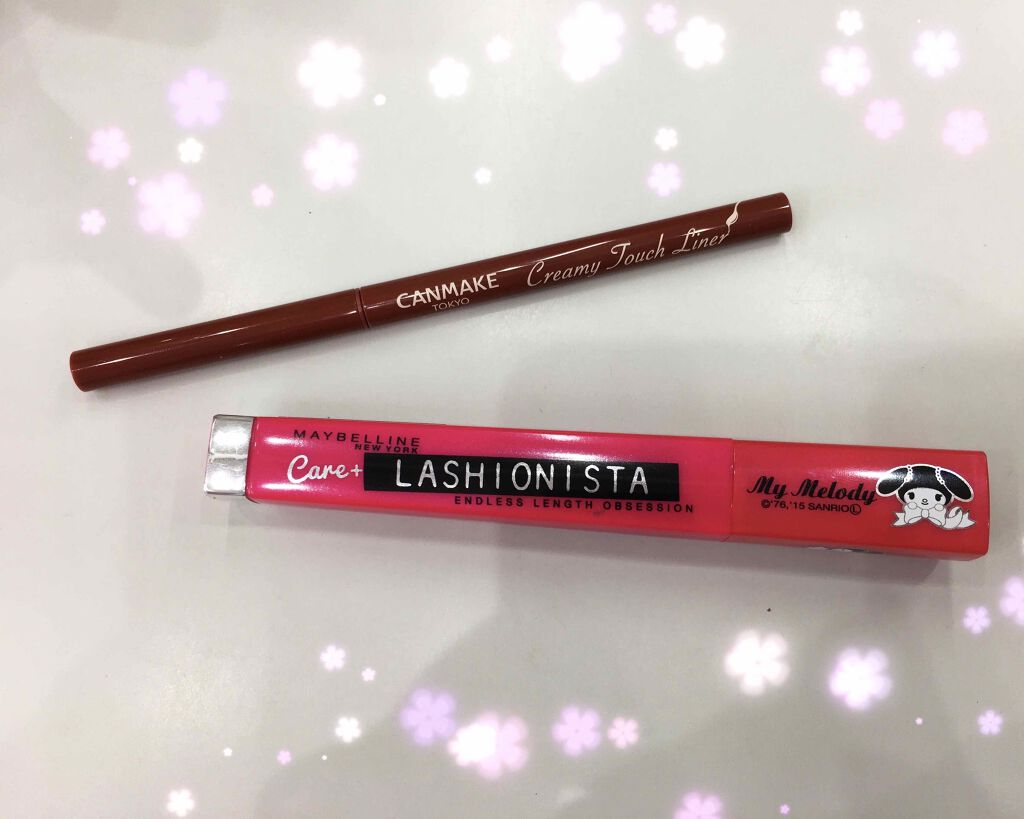 CANMAKE
TOKYO
Creamy Touch Liner
MAYBELLINE
NEW YORK
Care+ LASHIONISTA
ENDLESS LENGTH OBSESSION
My Melody
©'76,'15 SANRIO Ⓛ